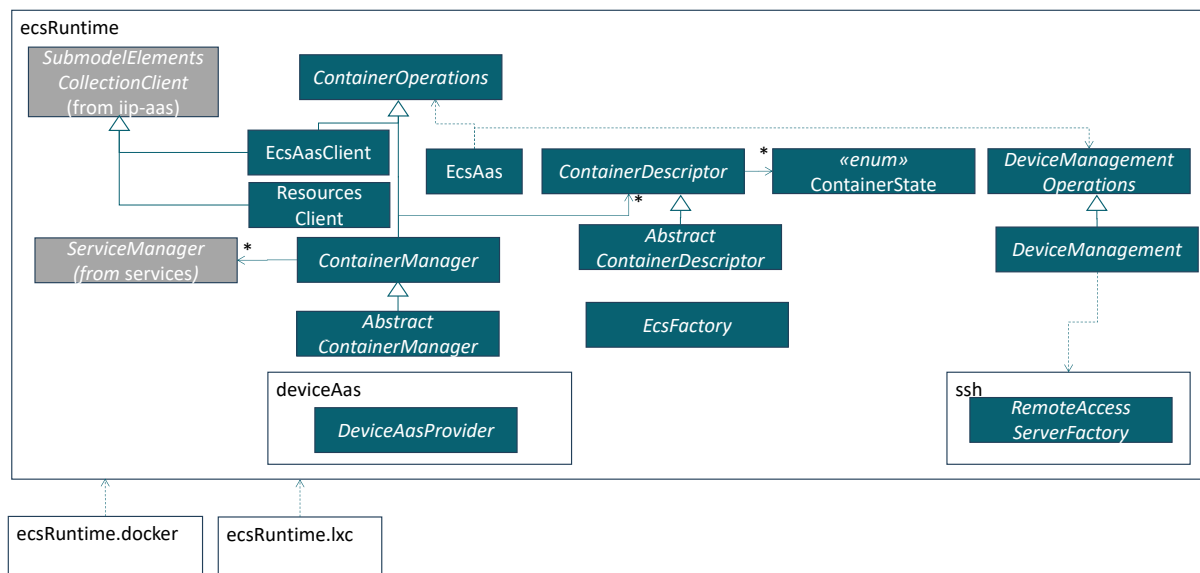 ecsRuntime
SubmodelElements
CollectionClient
(from iip-aas)
ContainerOperations
EcsAasClient
EcsAas
ContainerDescriptor
*
«enum»
ContainerState
DeviceManagement
Operations
Resources
Client
*
ServiceManager
(from services)
*
ContainerManager
Abstract
ContainerDescriptor
DeviceManagement
Abstract
ContainerManager
EcsFactory
deviceAas
DeviceAasProvider
ssh
RemoteAccess
ServerFactory
ecsRuntime.docker
ecsRuntime.lxc